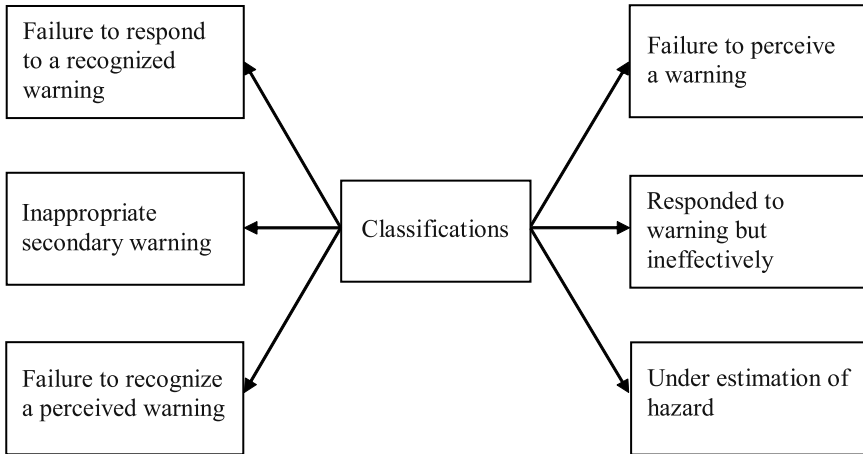 Failure to respond
to a recognized
warning
Inappropriate
secondary warning
Failure to recognize
a perceived warning
Classifications
Failure to perceive
a warning
Responded to
warning but
ineffectively
Under estimation of
hazard